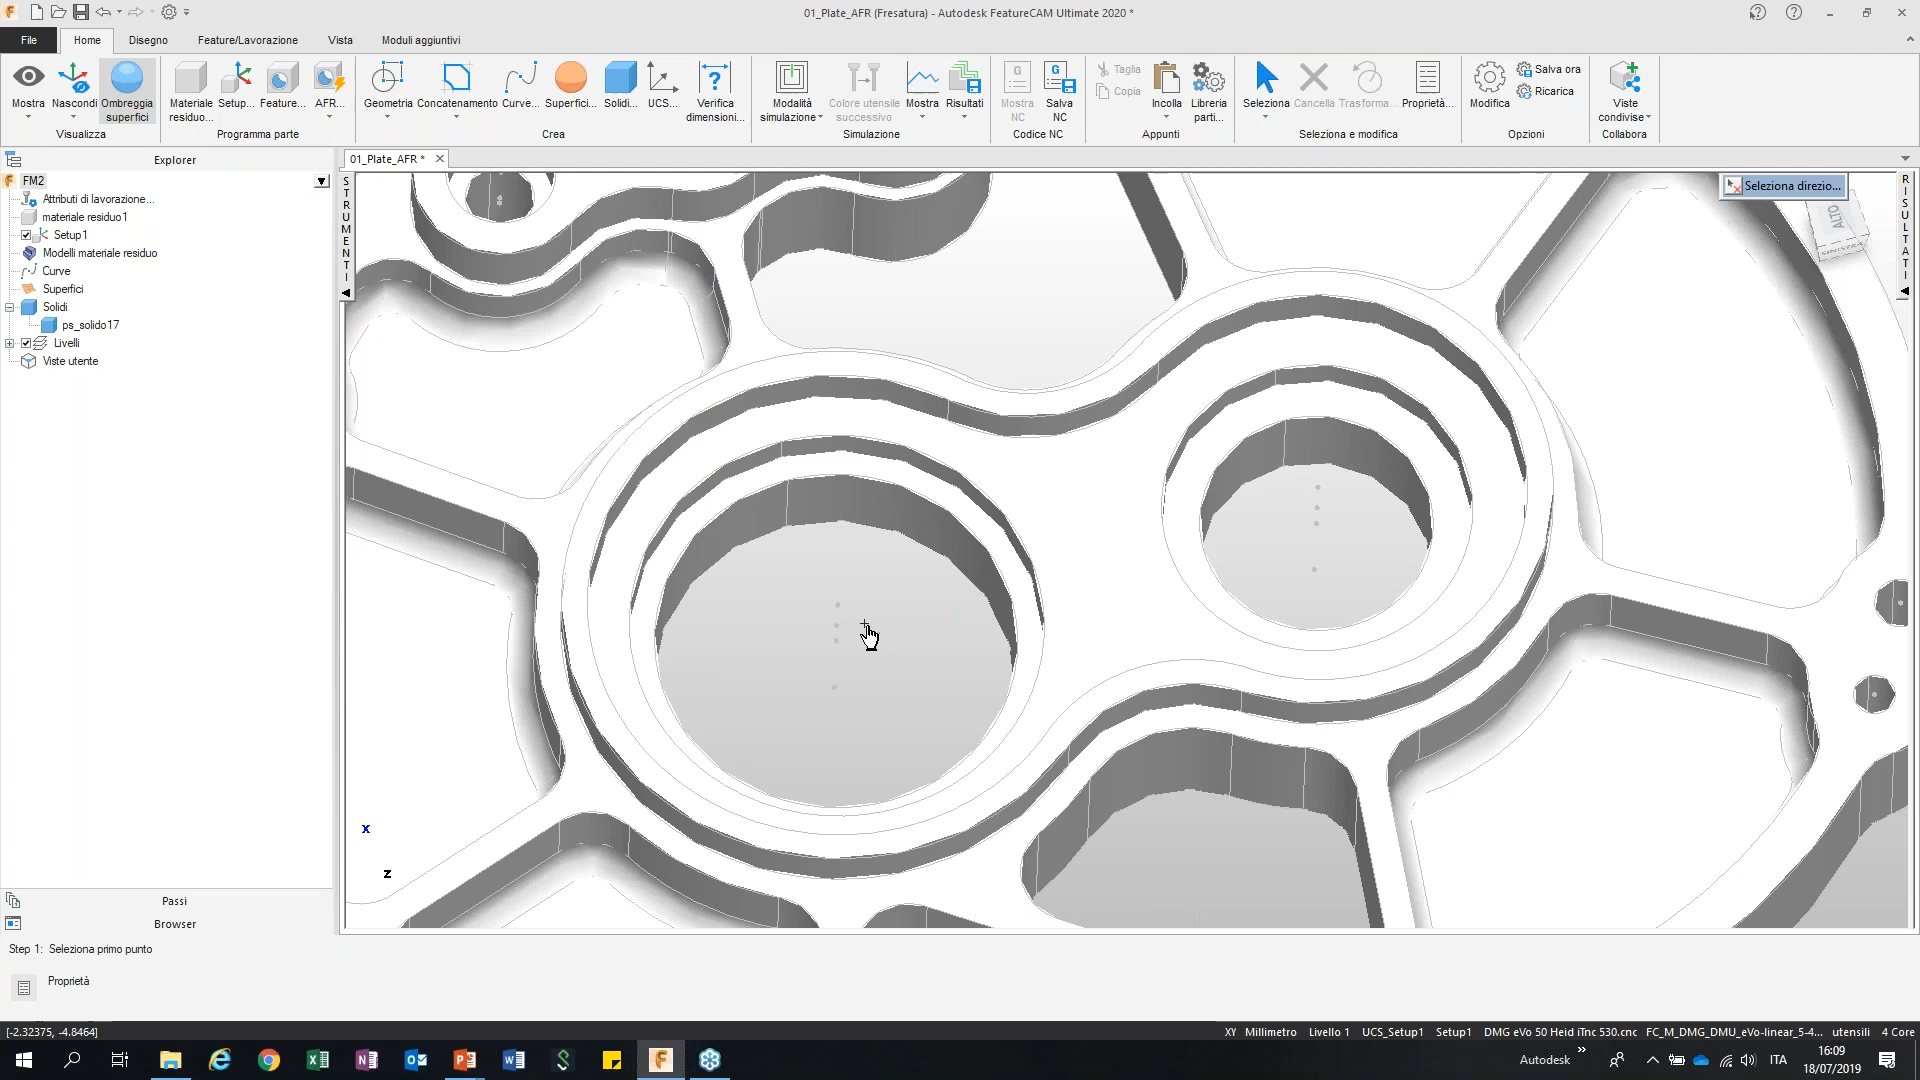 01_Plate_AFR (Fresatura) - Autodesk FeatureCAM Ultimate 2020 *
File Home Disegno Feature/Lavorazione Vista Moduli aggiuntivi
Mostra
Nascondi
Ombreggia superfici
Visualizza
Materiale residuo...
Setup...
Feature...
AFR...
Programma parte
Geometria
Concatenamento
Curve...
Superfici...
Solidi...
UCS...
Verifica dimensioni...
Crea
Modalità simulazione
Colore utensile successivo
Mostra
Risultati
Simulazione
Mostra NC
Salva NC
Codice NC
Taglia
Copia
Incolla
Libreria parti...
Appunti
Seleziona
Cancella
Trasforma...
Proprietà...
Seleziona e modifica
Modifica
Salva ora
Ricarica
Opzioni
Viste condivise
Collabora
Explorer
01_Plate_AFR *
FM2
Attributi di lavorazione...
materiale residuo1
Setup1
Modelli materiale residuo
Curve
Superfici
Solidi
ps_solido17
Livelli
Viste utente
STRUMENTI
Seleziona direzio...
RISULTATI
ALTO
SINISTRA
X
Z
Passi
Browser
Step 1: Seleziona primo punto
Proprietà
[-2.32375, -4.8464]
XY Millimetro Livello 1 UCS_Setup1 Setup1 DMG eVo 50 Heid iTnc 530.cnc FC_M_DMG_DMU_eVo-linear_5-4... utensili 4 Core
Autodesk
ITA
16:09
18/07/2019